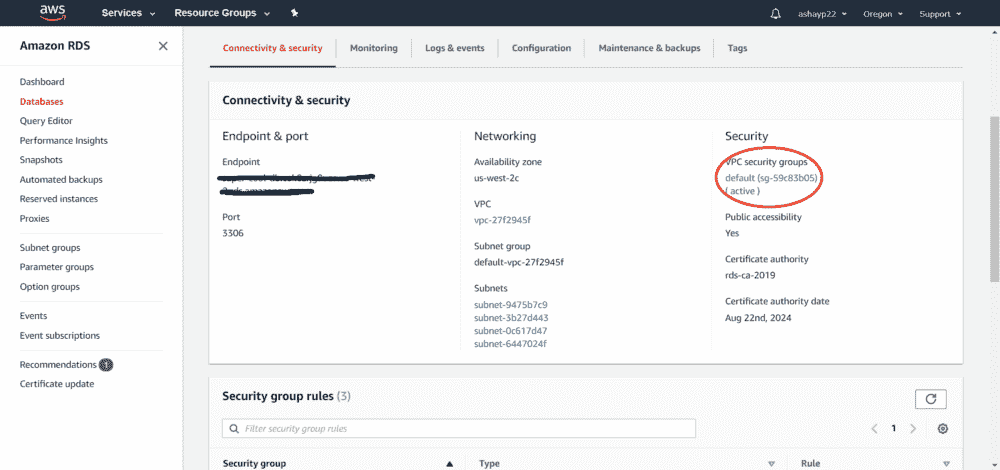 aws
Services
Resource Groups
ashayp22
Oregon
Support
Amazon RDS
Dashboard
Databases
Query Editor
Performance Insights
Snapshots
Automated backups
Reserved instances
Proxies
Subnet groups
Parameter groups
Option groups
Events
Event subscriptions
Recommendations 1
Certificate update
Connectivity & security
Monitoring
Logs & events
Configuration
Maintenance & backups
Tags
Connectivity & security
Endpoint & port
Endpoint
Port
3306
Networking
Availability zone
us-west-2c
VPC
vpc-27f2945f
Subnet group
default-vpc-27f2945f
Subnets
subnet-9475b7c9
subnet-3b27d443
subnet-0c617d47
subnet-6447024f
Security
VPC security groups
default (sg-59c83b05)
( active )
Public accessibility
Yes
Certificate authority
rds-ca-2019
Certificate authority date
Aug 22nd, 2024
Security group rules (3)
Filter security group rules
1
Security group
Type
Rule